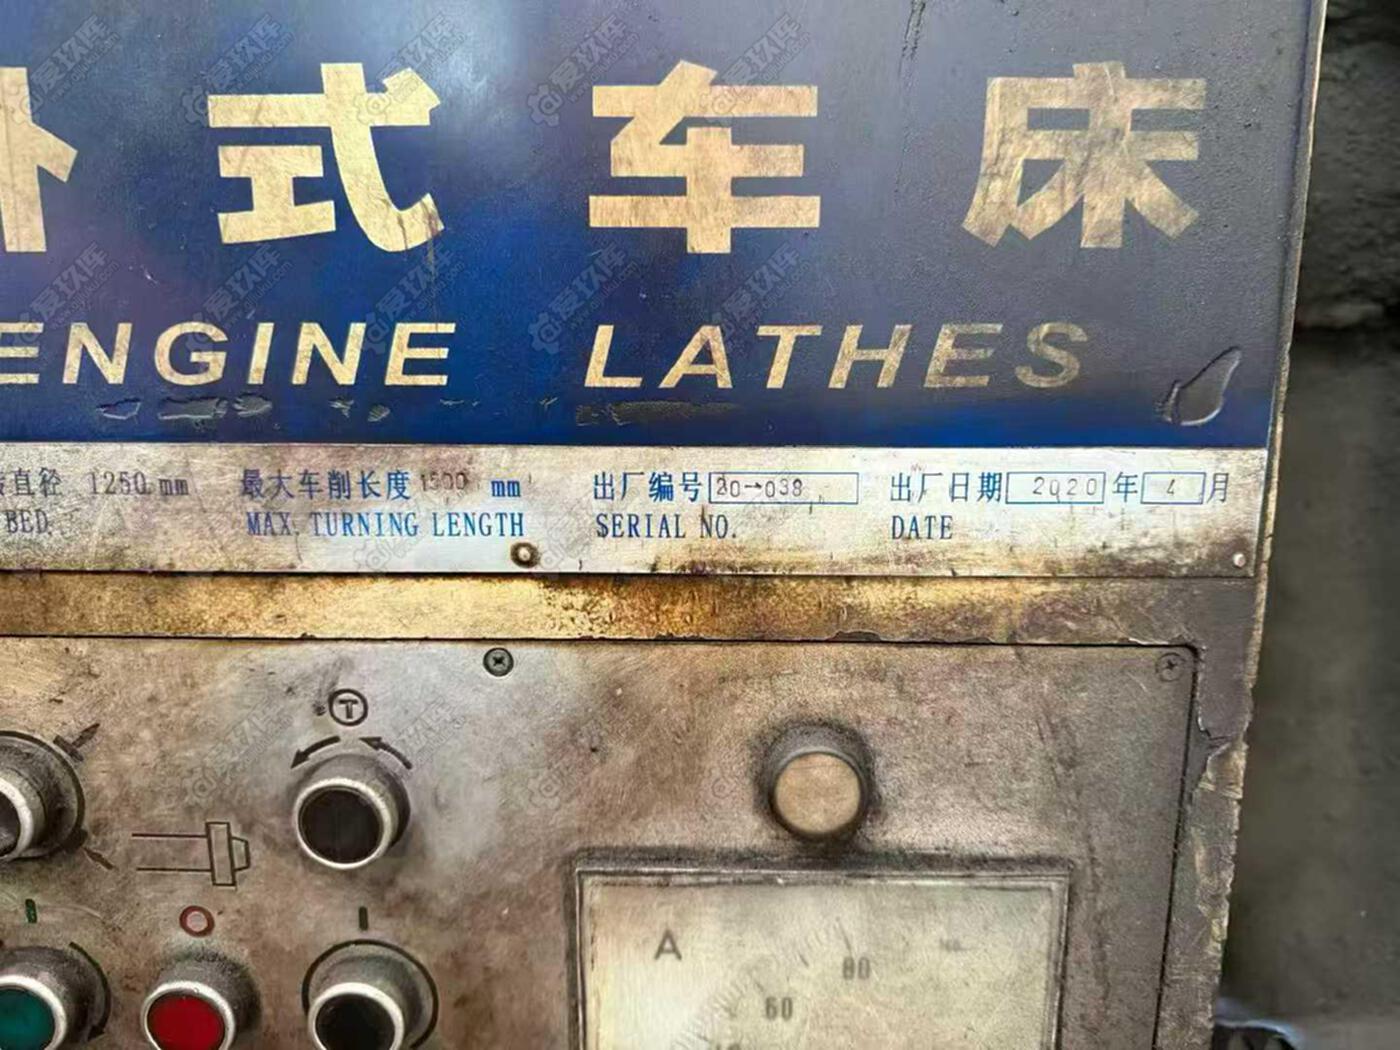 卧式车床
ENGINE LATHES
直径 1250 mm 最大车削长度 1500 mm 出厂编号 20→038 出厂日期 2020 年 4 月
BED. MAX. TURNING LENGTH SERIAL NO. DATE
T
A
80
60